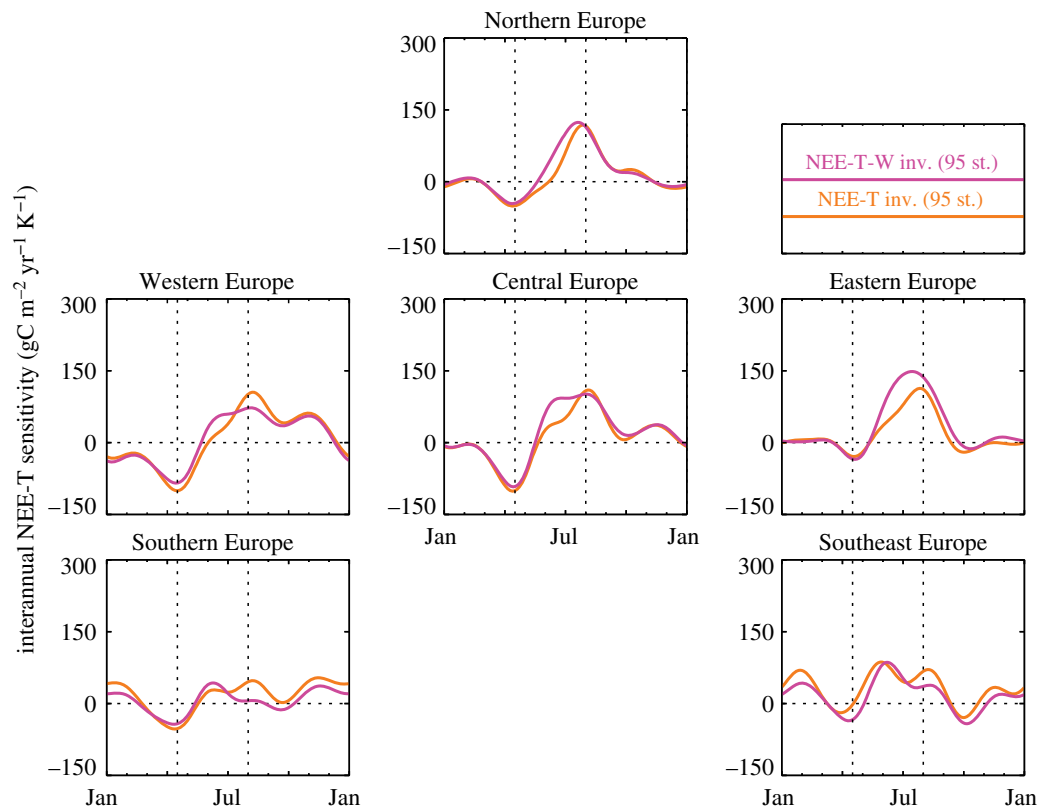 Northern Europe
300
150
0
−150
NEE-T-W inv. (95 st.)
NEE-T inv. (95 st.)
interannual NEE-T sensitivity (gC m⁻² yr⁻¹ K⁻¹)
Western Europe
300
150
0
−150
Central Europe
300
150
0
−150
Jan Jul Jan
Eastern Europe
300
150
0
−150
Southern Europe
300
150
0
−150
Jan Jul Jan
Southeast Europe
300
150
0
−150
Jan Jul Jan